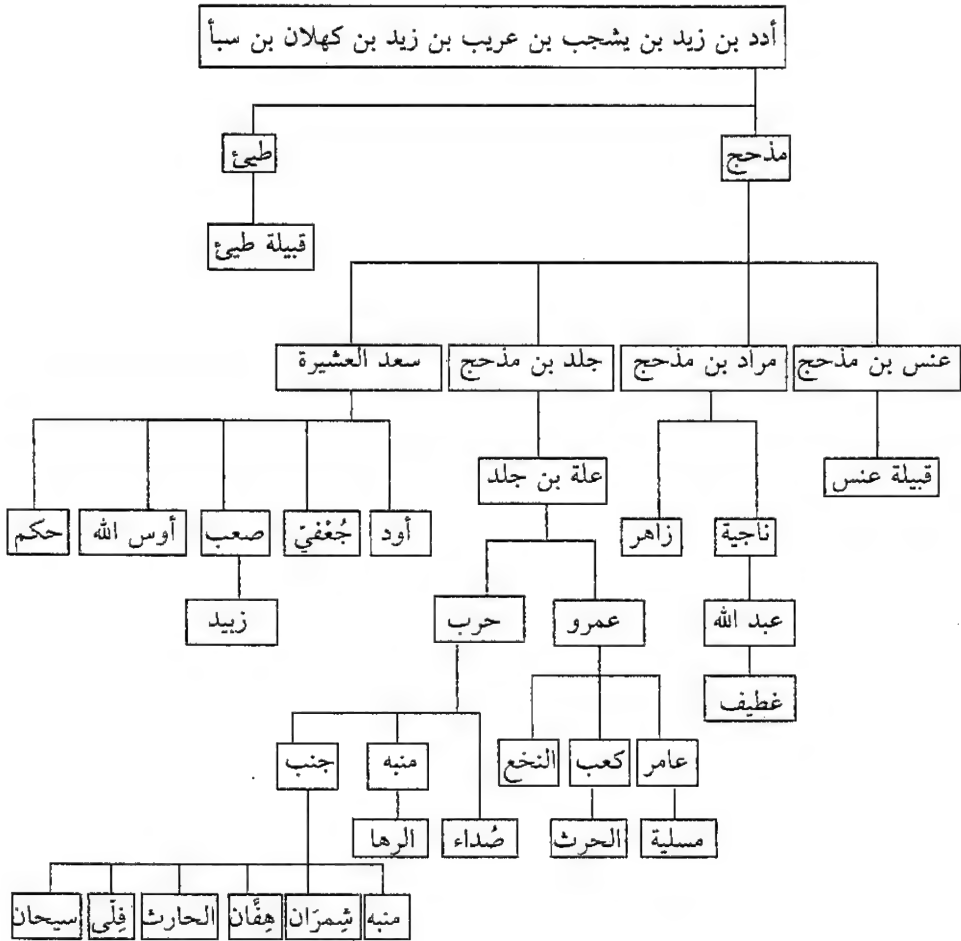 أدد بن زيد بن يشجب بن عريب بن زيد بن كهلان بن سبأ
مذحج
طيئ
قبيلة طيئ
عنس بن مذحج
مراد بن مذحج
جلد بن مذحج
سعد العشيرة
قبيلة عنس
علة بن جلد
ناجية
زاهر
أود
جُعْفيّ
صعب
أوس الله
حكم
عبد الله
عمرو
حرب
زبيد
غطيف
عامر
كعب
النخع
منبه
جنب
مسلية
الحرث
صُداء
الرها
منبه
شِمرَان
هِفَّان
الحارث
فِلّى
سيحان